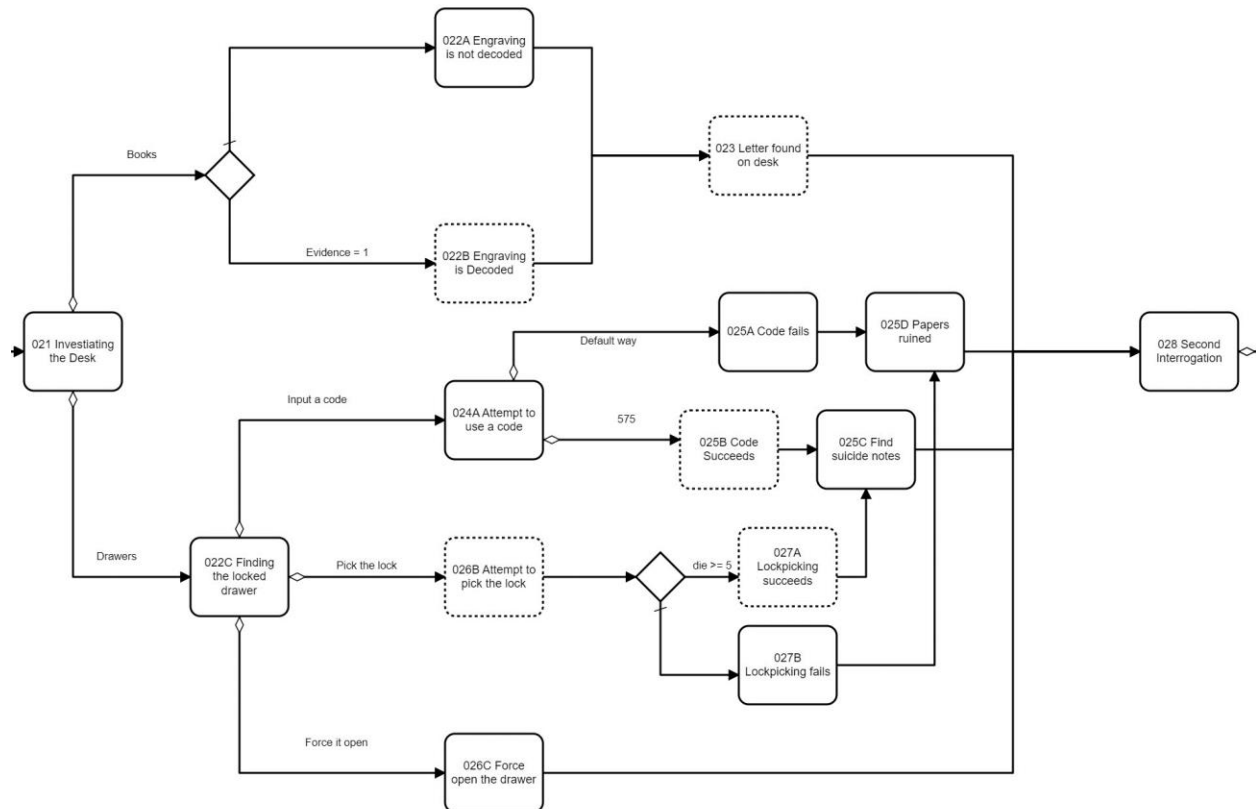 022A Engraving
is not decoded
Books
023 Letter found
on desk
Evidence = 1
022B Engraving
is Decoded
021 Investiating
the Desk
025A Code fails
025D Papers
ruined
028 Second
Interrogation
Default way
Input a code
024A Attempt to
use a code
575
025B Code
Succeeds
025C Find
suicide notes
Drawers
022C Finding
the locked
drawer
Pick the lock
026B Attempt to
pick the lock
die >= 5
027A
Lockpicking
succeeds
027B
Lockpicking fails
Force it open
026C Force
open the drawer